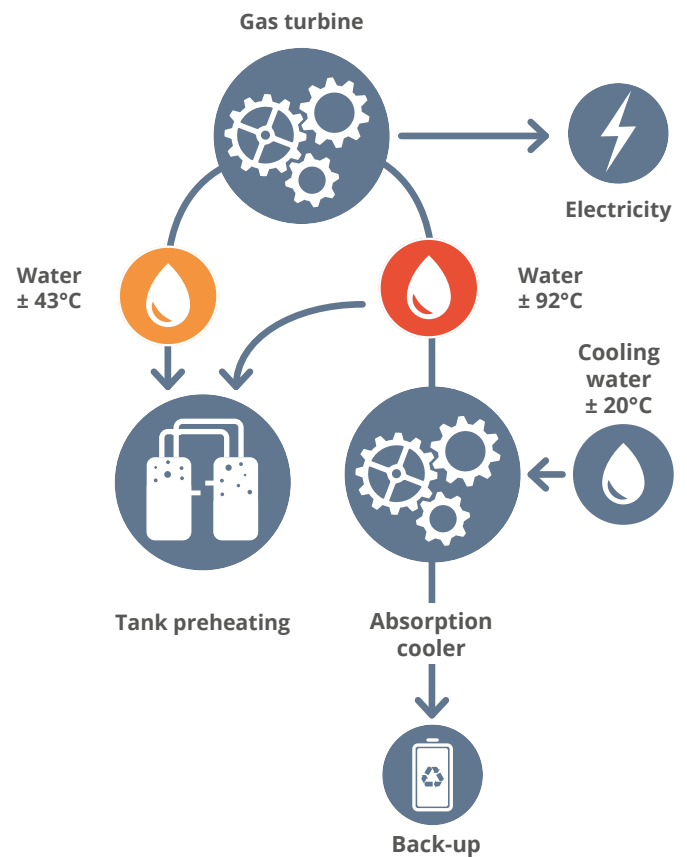 Gas turbine
Electricity
Water
± 43°C
Water
± 92°C
Cooling
water
± 20°C
Tank preheating
Absorption
cooler
Back-up